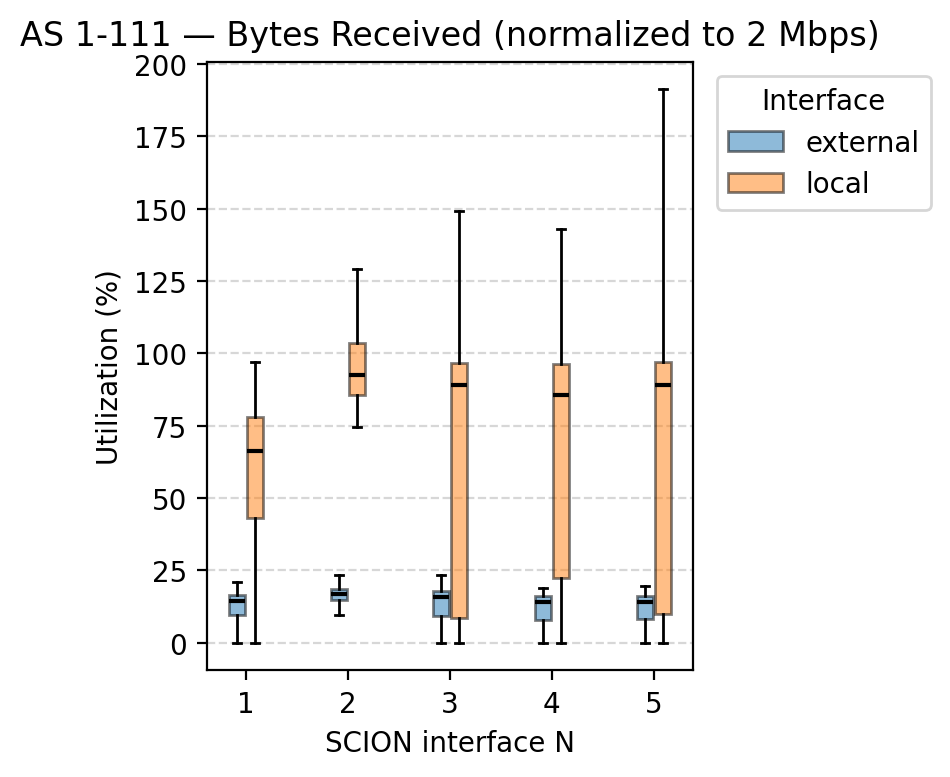 AS 1-111 — Bytes Received (normalized to 2 Mbps)
200
175
150
125
100
75
50
25
0
Utilization (%)
1 2 3 4 5
SCION interface N
Interface
external
local